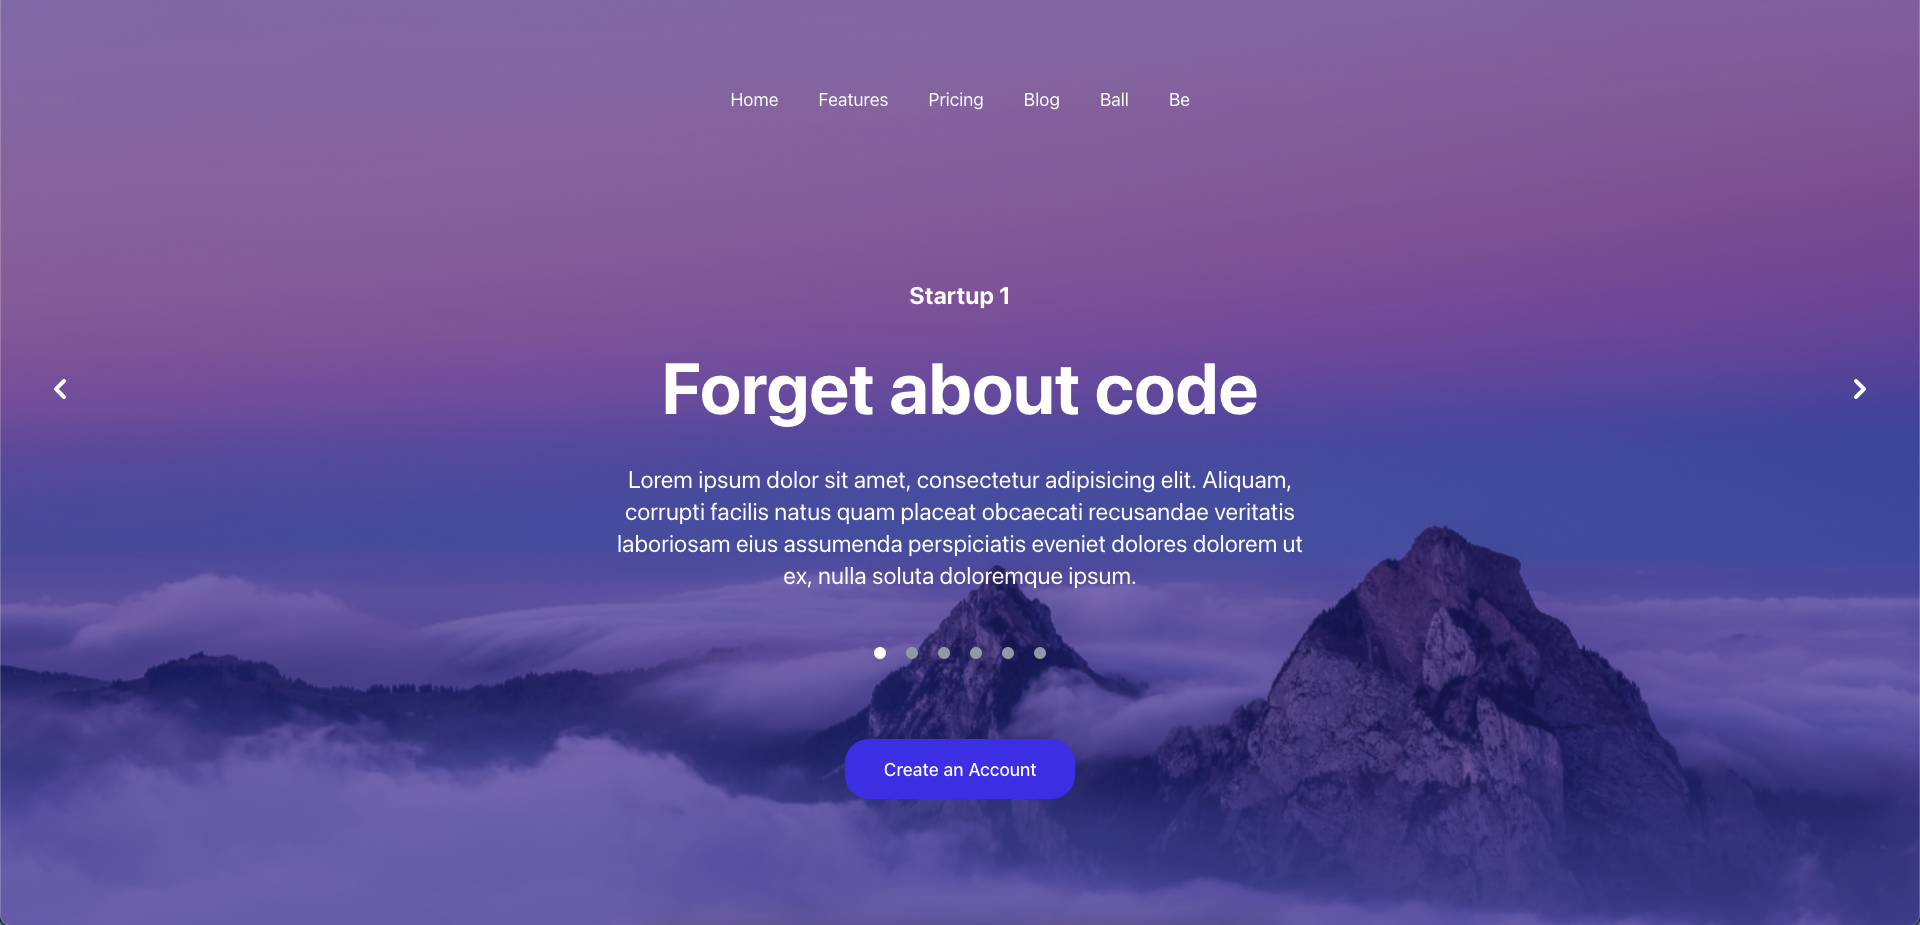 Home Features Pricing Blog Ball Be
Startup 1
Forget about code
Lorem ipsum dolor sit amet, consectetur adipisicing elit. Aliquam,
corrupti facilis natus quam placeat obcaecati recusandae veritatis
laboriosam eius assumenda perspiciatis eveniet dolores dolorem ut
ex, nulla soluta doloremque ipsum.
Create an Account